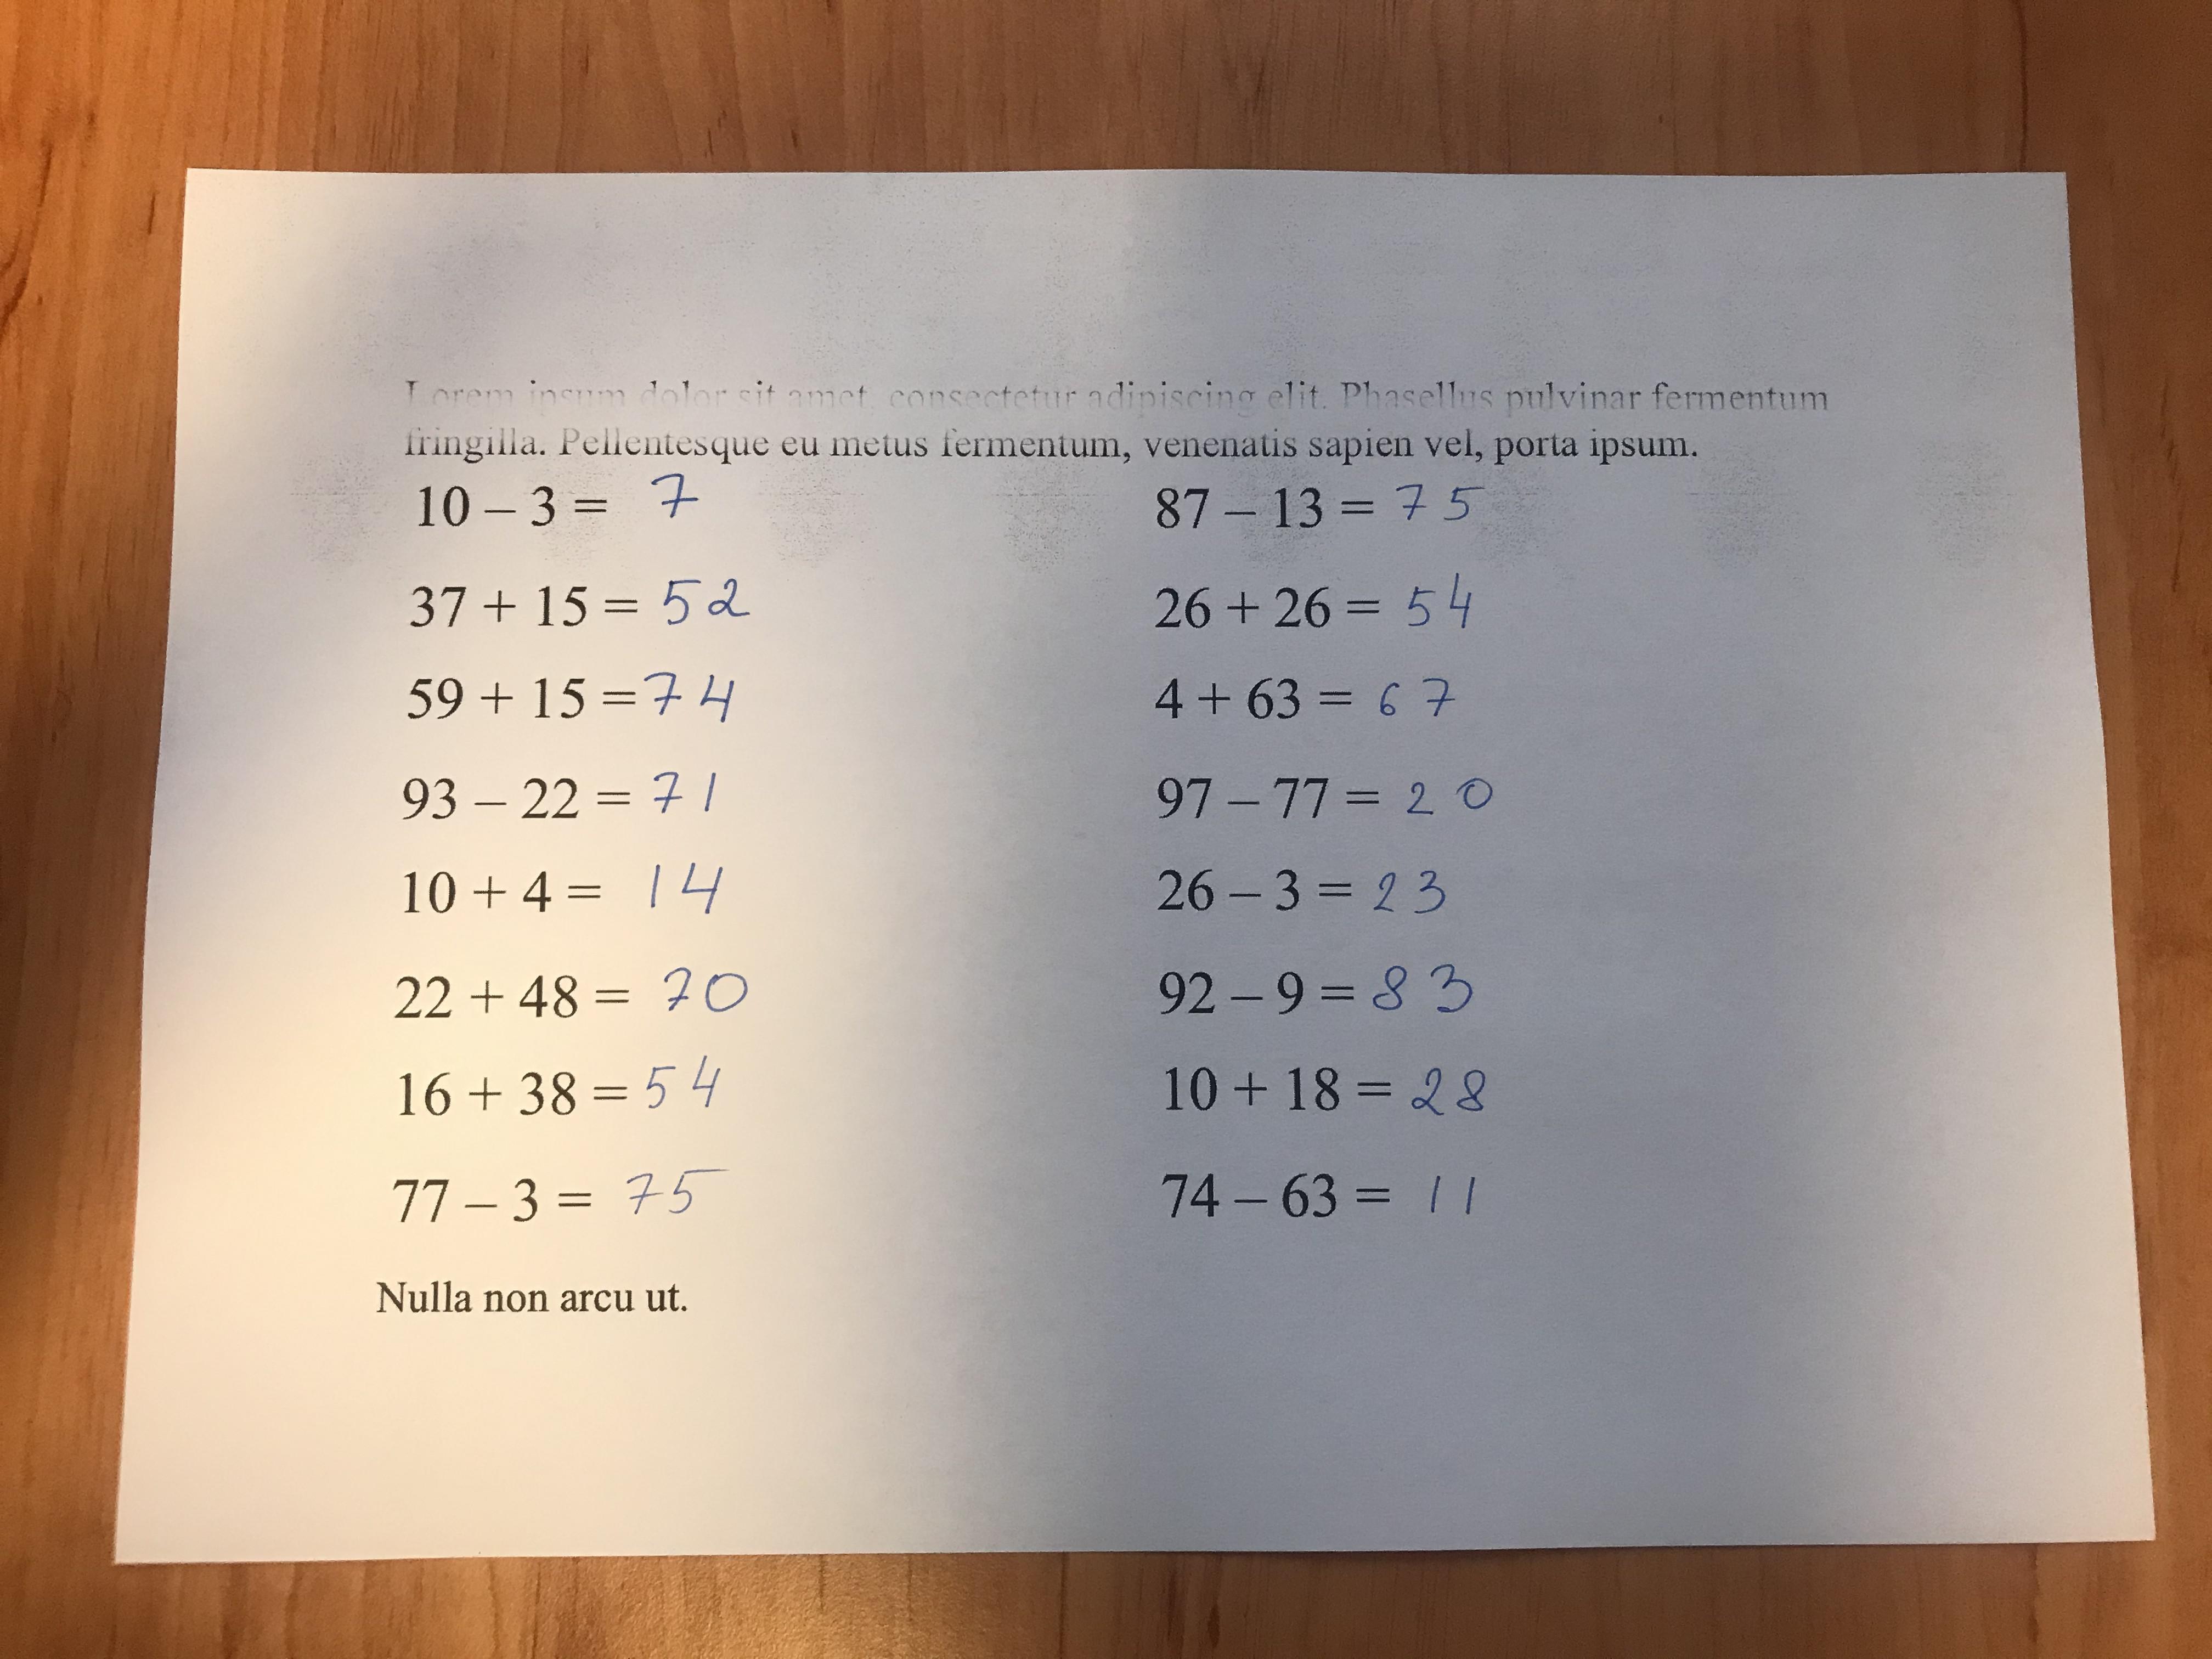 Lorem ipsum dolor sit amet, consectetur adipiscing elit. Phasellus pulvinar fermentum
fringilla. Pellentesque eu metus fermentum, venenatis sapien vel, porta ipsum.
10 – 3 = 7
37 + 15 = 52
59 + 15 = 74
93 – 22 = 71
10 + 4 = 14
22 + 48 = 70
16 + 38 = 54
77 – 3 = 75
87 – 13 = 75
26 + 26 = 54
4 + 63 = 67
97 – 77 = 20
26 – 3 = 23
92 – 9 = 83
10 + 18 = 28
74 – 63 = 11
Nulla non arcu ut.